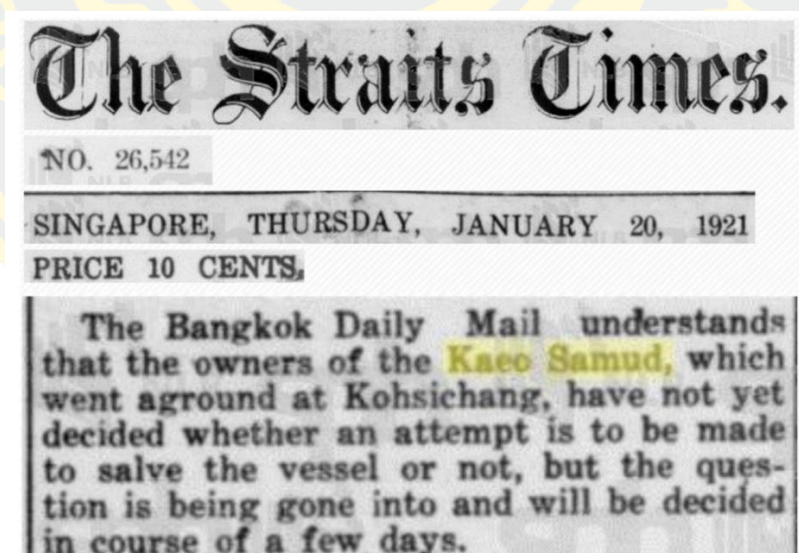 The Straits Times.
NO. 26,542
SINGAPORE, THURSDAY, JANUARY 20, 1921
PRICE 10 CENTS.
The Bangkok Daily Mail understands
that the owners of the Kaeo Samud, which
went aground at Kohsichang, have not yet
decided whether an attempt is to be made
to salve the vessel or not, but the ques-
tion is being gone into and will be decided
in course of a few days.